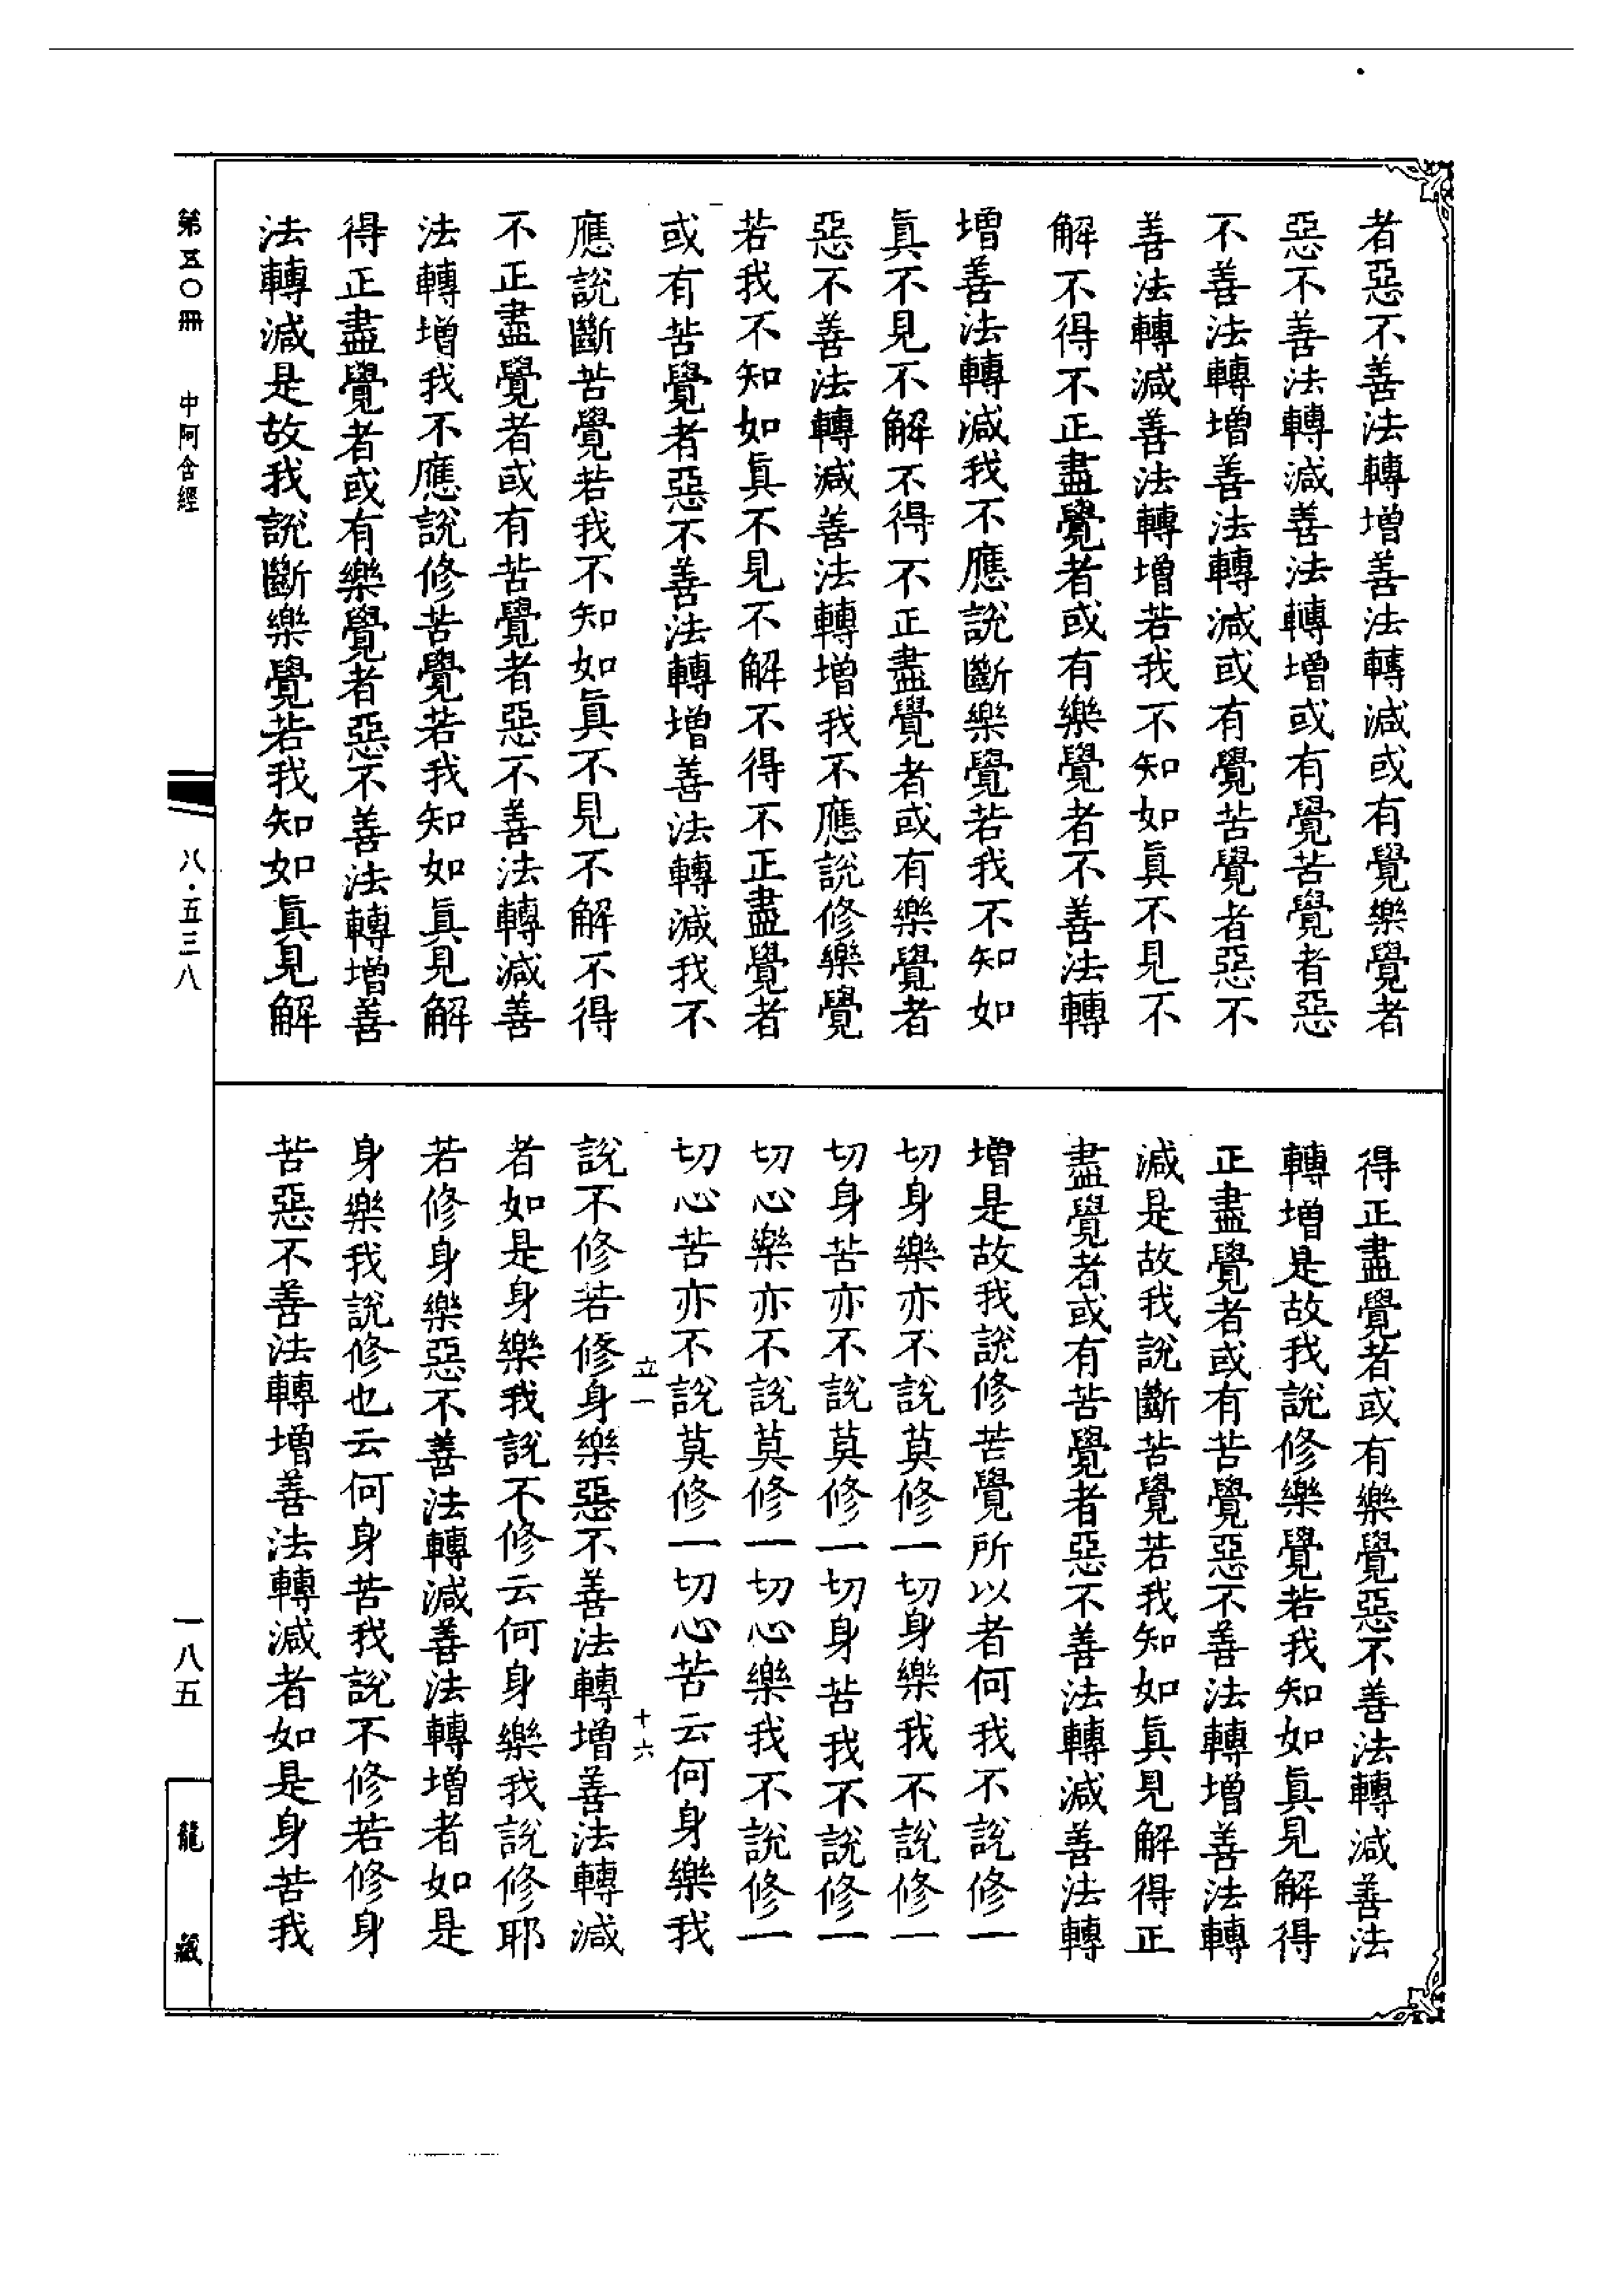 者惡不善法轉增善法轉減或有覺樂覺者
惡不善法轉減善法轉增或有覺苦覺者惡
不善法轉增善法轉減或有覺苦覺者惡不
善法轉減善法轉增若我不知如真不見不
解不得不正盡覺者或有樂覺者不善法轉
增善法轉減我不應說斷樂覺若我不知如
真不見不解不得不正盡覺者或有樂覺者
惡不善法轉減善法轉增我不應說修樂覺
若我不知如真不見不解不得不正盡覺者
或有苦覺者惡不善法轉增善法轉減我不
應說斷苦覺若我不知如真不見不解不得
不正盡覺者或有苦覺者惡不善法轉減善
法轉增我不應說修苦覺若我知如真見解
得正盡覺者或有樂覺者惡不善法轉增善
法轉減是故我說斷樂覺若我知如真見解
得正盡覺者或有樂覺惡不善法轉減善法
轉增是故我說修樂覺若我知如真見解得
正盡覺者或有苦覺惡不善法轉增善法轉
減是故我說斷苦覺若我知如真見解得正
盡覺者或有苦覺者惡不善法轉減善法轉
增是故我說修苦覺所以者何我不說修一
切身樂亦不說莫修一切身樂我不說修一
切身苦亦不說莫修一切身苦我不說修一
切心樂亦不說莫修一切心樂我不說修一
切心苦亦不說莫修一切心苦云何身樂我
立一 十六
說不修若修身樂惡不善法轉增善法轉減
者如是身樂我說不修云何身樂我說修耶
若修身樂惡不善法轉減善法轉增者如是
身樂我說修也云何身苦我說不修若修身
苦惡不善法轉增善法轉減者如是身苦我
第五〇冊 中阿含經 八·五三八 一八五 龍藏